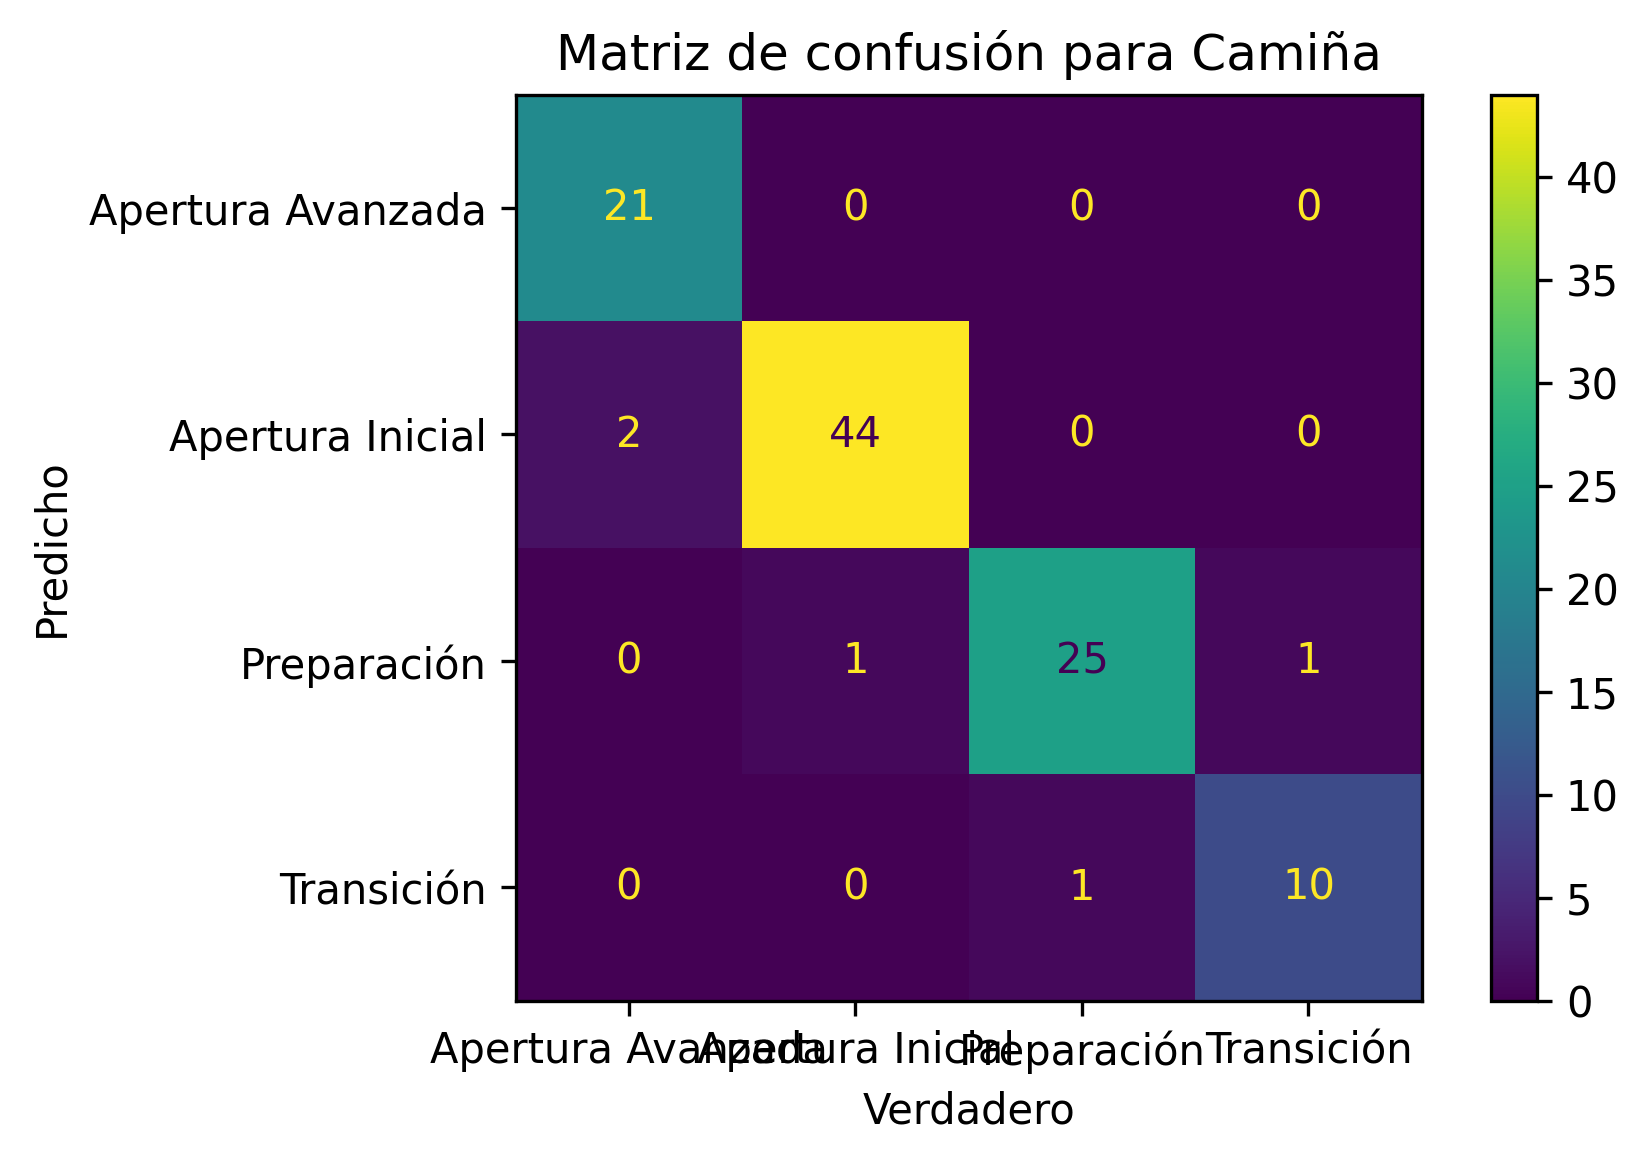 Matriz de confusión para Camiña
Apertura Avanzada 21 0 0 0
Apertura Inicial 2 44 0 0
Preparación 0 1 25 1
Transición 0 0 1 10
Predicho
Apertura Avanzada Apertura Inicial Preparación Transición
Verdadero
40
35
30
25
20
15
10
5
0